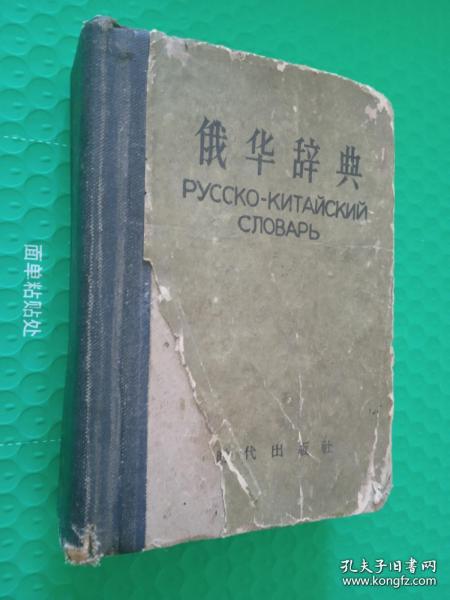 俄华辞典
РУССКО-КИТАЙСКИЙ
СЛОВАРЬ
时代出版社
面单粘贴处
孔夫子旧书网
www.kongfz.com